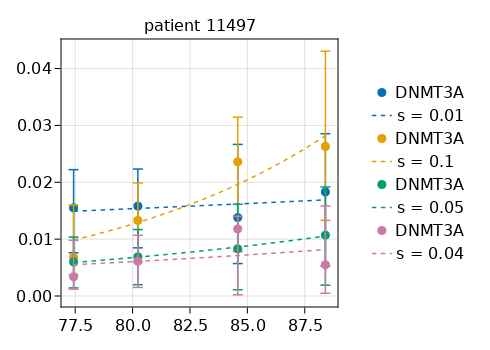 patient 11497
0.04
0.03
0.02
0.01
0.00
77.5 80.0 82.5 85.0 87.5
DNMT3A
s = 0.01
DNMT3A
s = 0.1
DNMT3A
s = 0.05
DNMT3A
s = 0.04